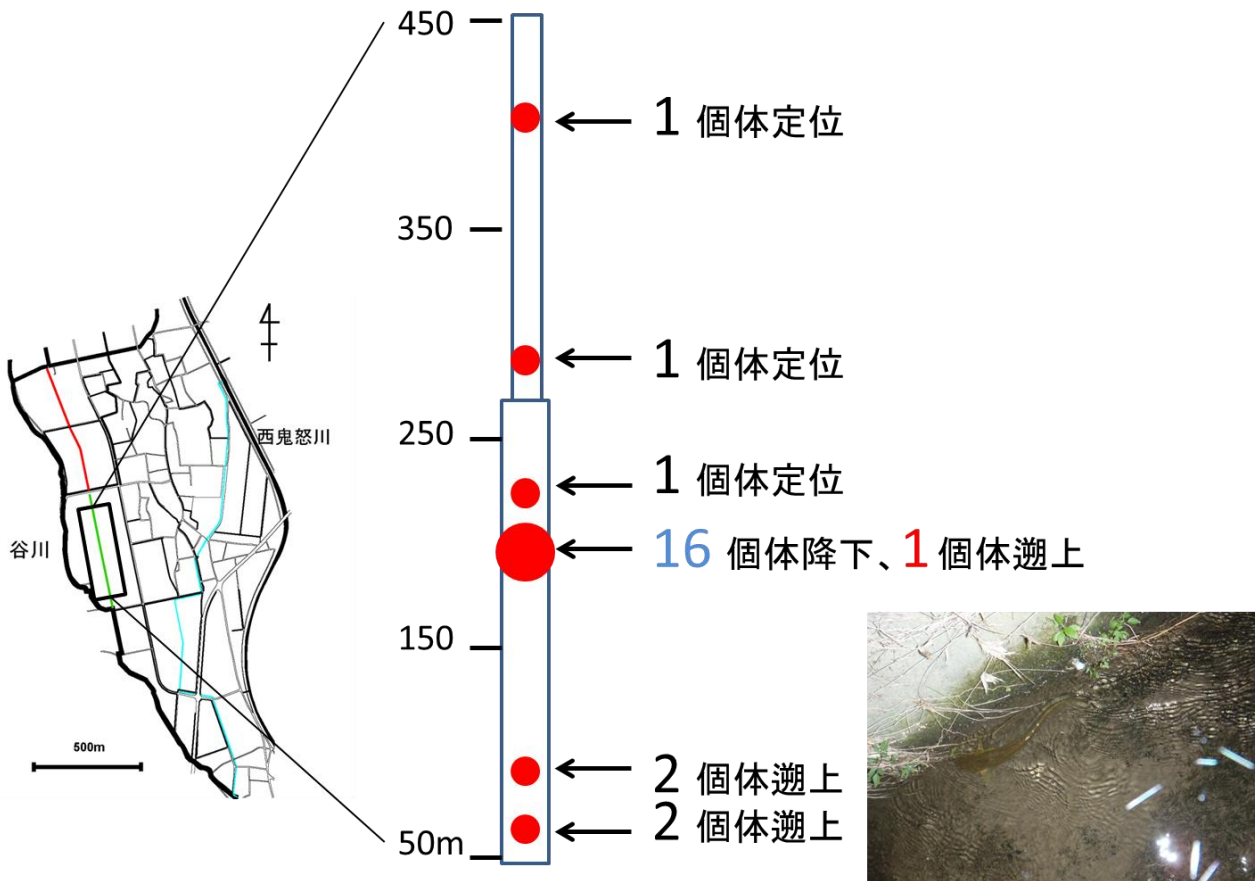 450
1 個体定位
350
1 個体定位
250
1 個体定位
16 個体降下、1 個体遡上
150
2 個体遡上
2 個体遡上
50m
西鬼怒川
谷川
500m